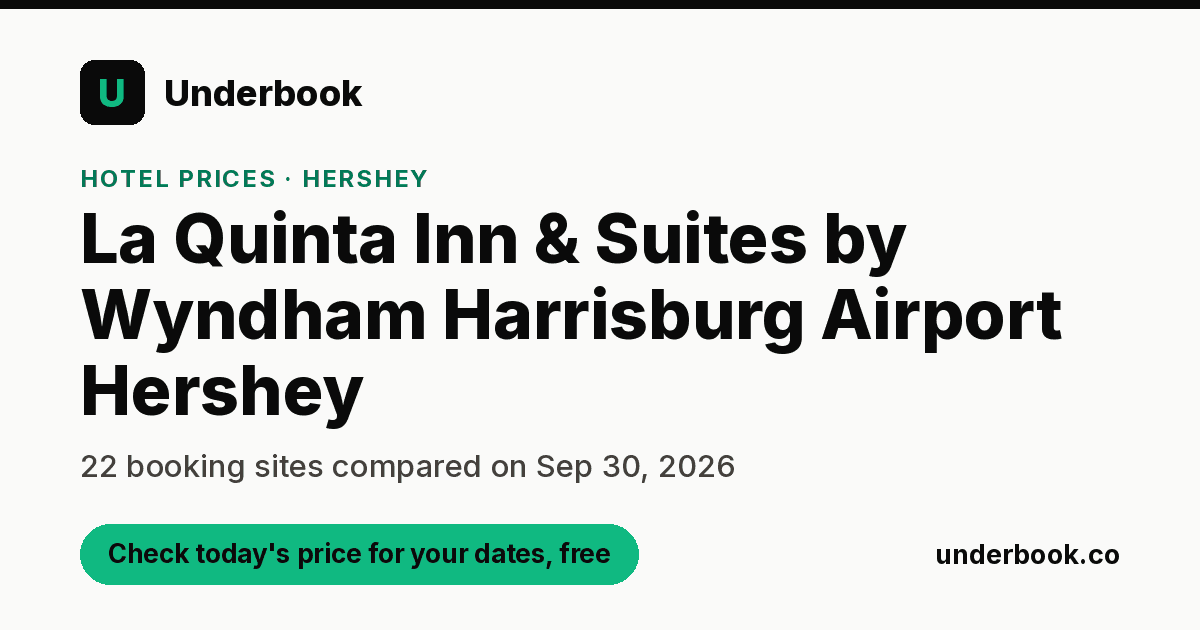 U Underbook
HOTEL PRICES · HERSHEY
La Quinta Inn & Suites by
Wyndham Harrisburg Airport
Hershey
22 booking sites compared on Sep 30, 2026
Check today's price for your dates, free
underbook.co